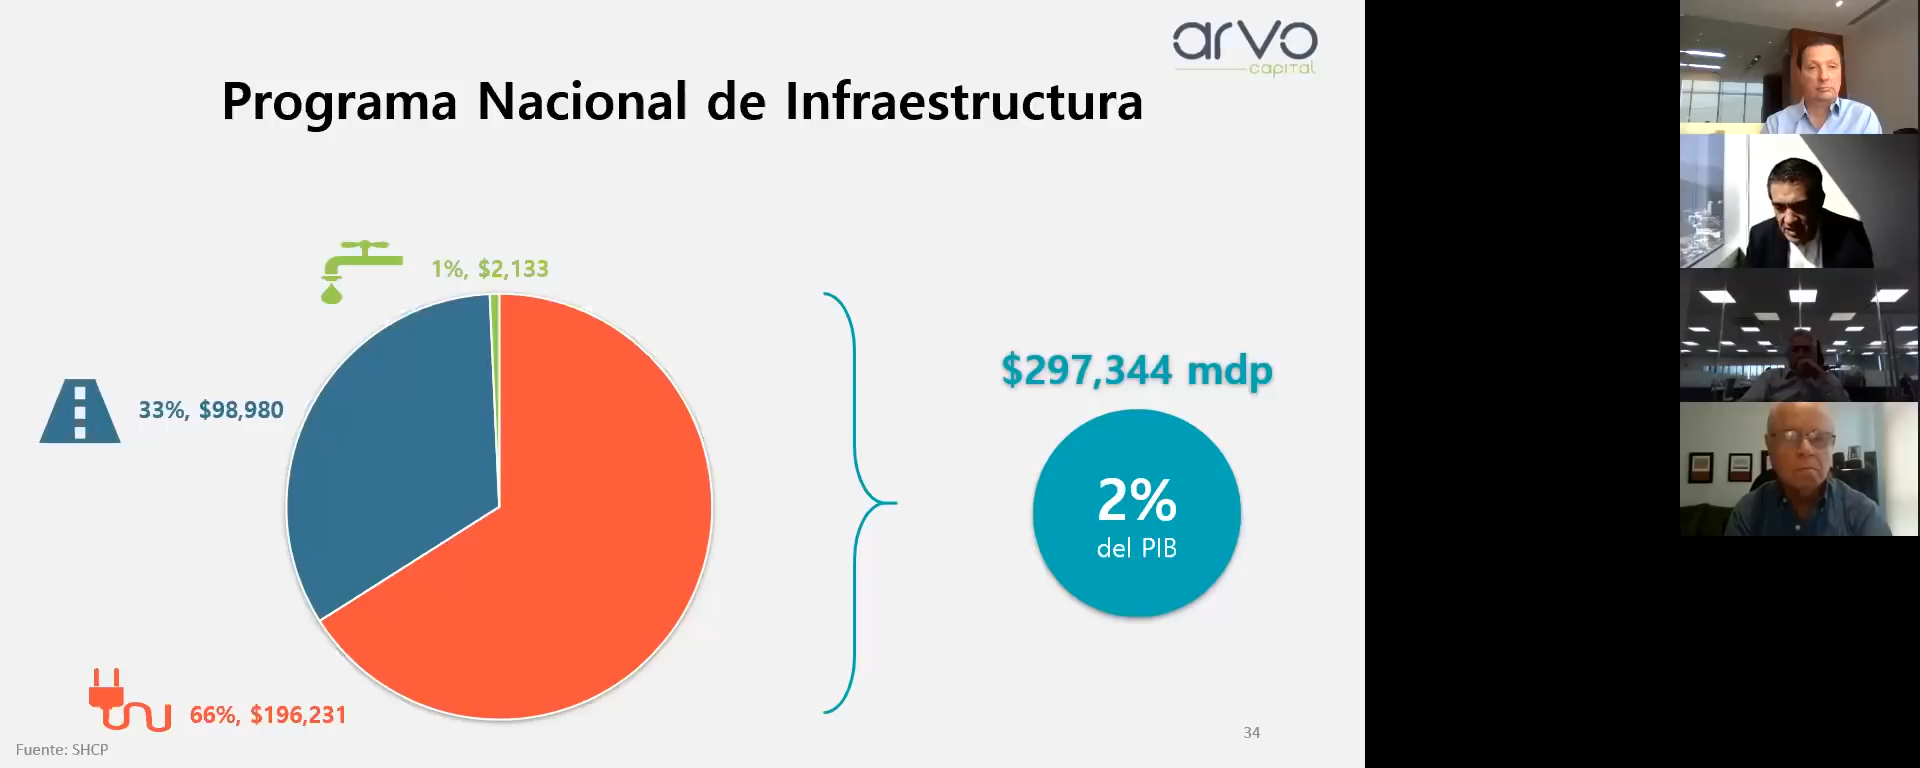 arvo
capital
Programa Nacional de Infraestructura
1%, $2,133
33%, $98,980
66%, $196,231
$297,344 mdp
2%
del PIB
34
Fuente: SHCP